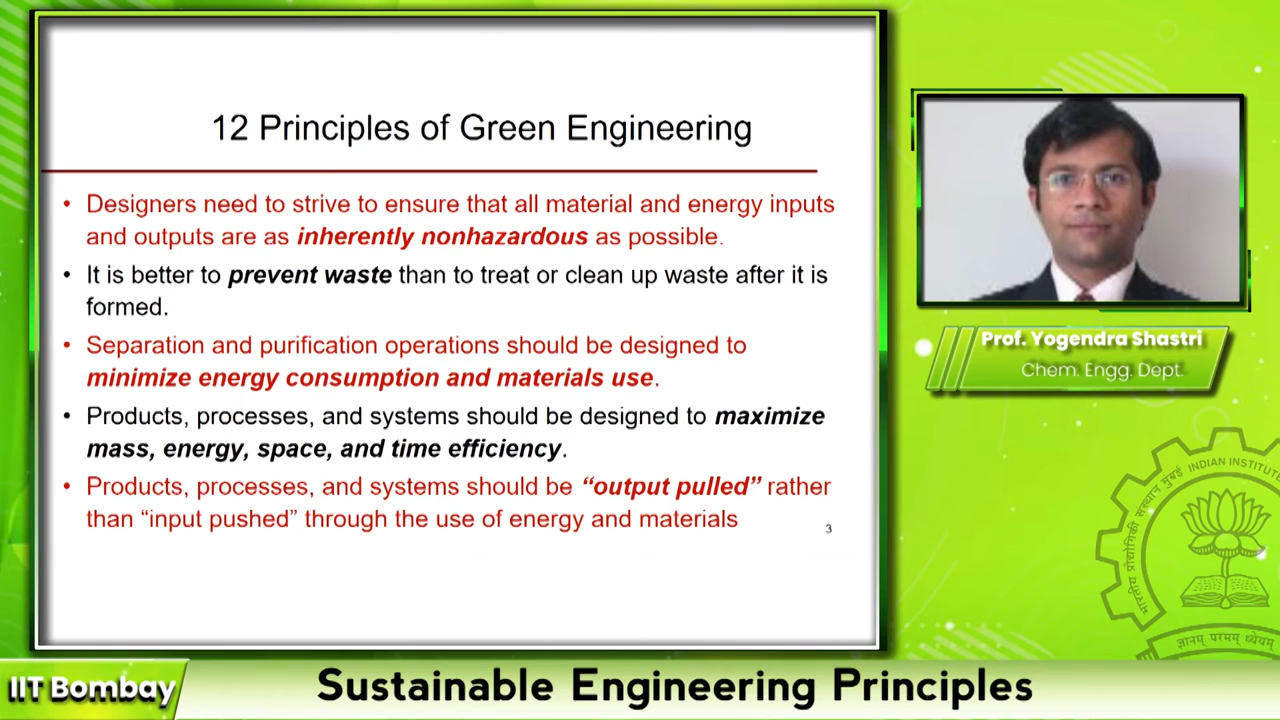 12 Principles of Green Engineering
• Designers need to strive to ensure that all material and energy inputs
and outputs are as inherently nonhazardous as possible.
• It is better to prevent waste than to treat or clean up waste after it is
formed.
• Separation and purification operations should be designed to
minimize energy consumption and materials use.
• Products, processes, and systems should be designed to maximize
mass, energy, space, and time efficiency.
• Products, processes, and systems should be “output pulled” rather
than “input pushed” through the use of energy and materials
3
Prof. Yogendra Shastri
Chem. Engg. Dept.
भारतीय प्रौद्योगिकी संस्थान मुंबई INDIAN INSTITUTE
ज्ञानम् परमम् ध्येयम्
IIT Bombay
Sustainable Engineering Principles